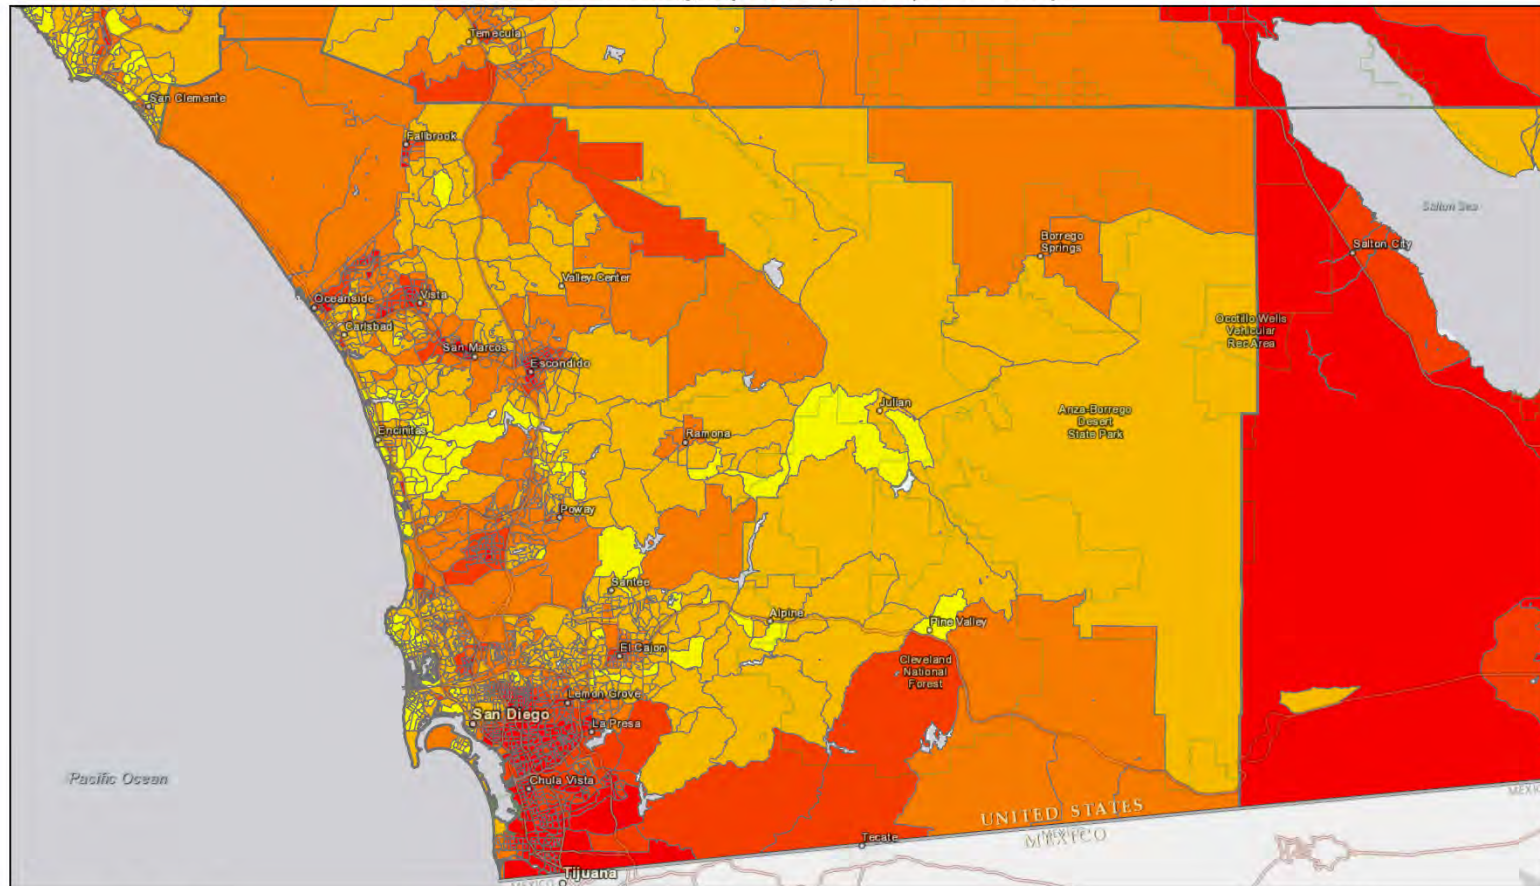 Temecula
San Clemente
Fallbrook
Salton Sea
Borrego
Springs
Salton City
Valley Center
Oceanside
Vista
Carlsbad
Ocotillo Wells
Vehicular
Rec Area
San Marcos
Escondido
Julian
Anza-Borrego
Desert
State Park
Encinitas
Ramona
Poway
Santee
Alpine
Pine Valley
El Cajon
Cleveland
National
Forest
Lemon Grove
San Diego
La Presa
Pacific Ocean
Chula Vista
UNITED STATES
MEXICO
Tecate
Tijuana
MEXICO